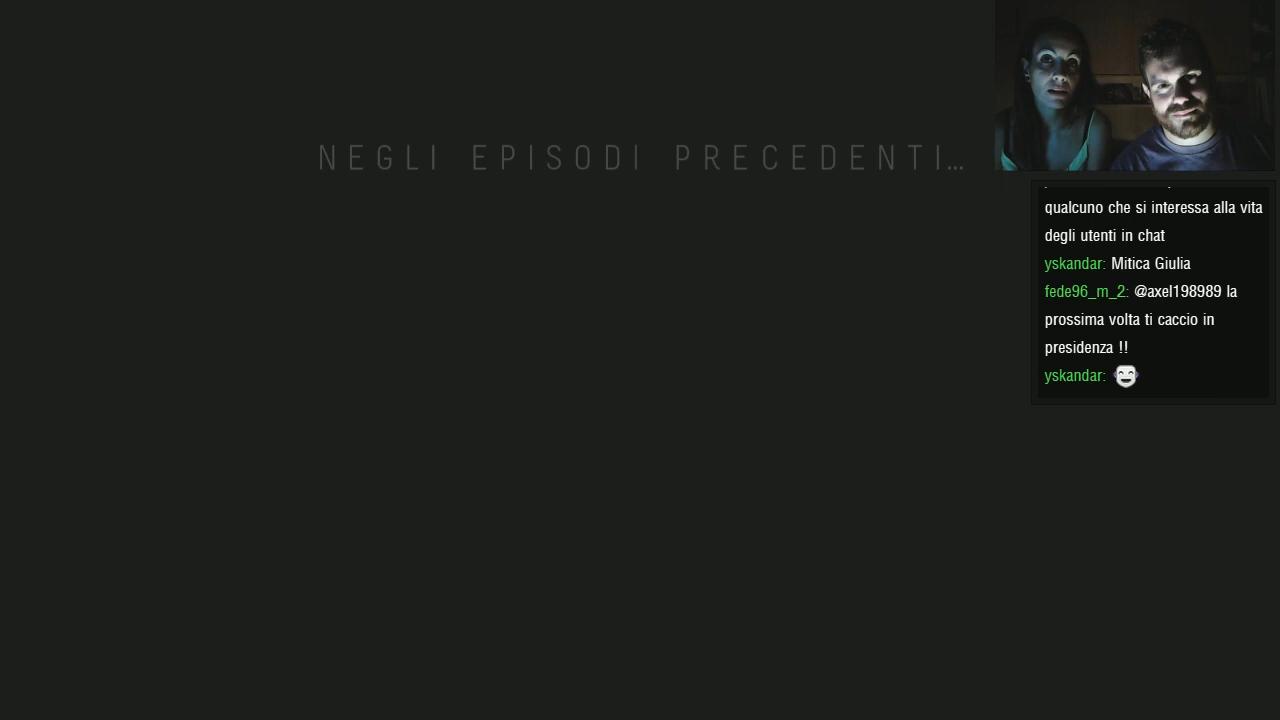 NEGLI EPISODI PRECEDENTI...
qualcuno che si interessa alla vita
degli utenti in chat
yskandar: Mitica Giulia
fede96_m_2: @axel198989 la
prossima volta ti caccio in
presidenza !!
yskandar: